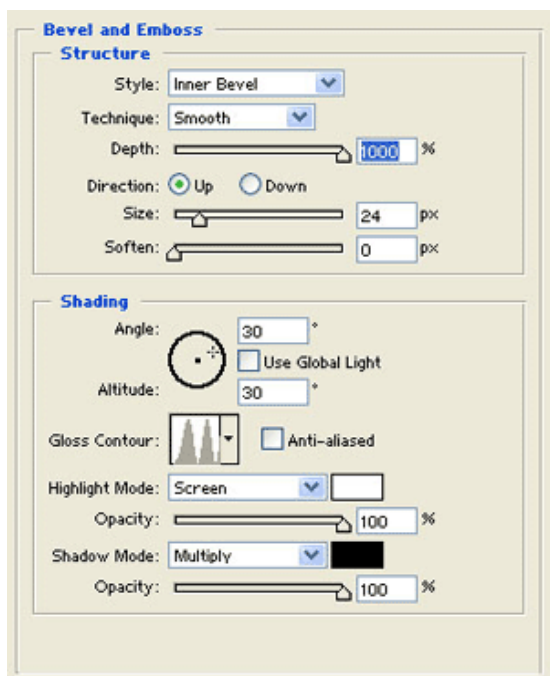 Bevel and Emboss
Structure
Style: Inner Bevel
Technique: Smooth
Depth: 1000 %
Direction: Up Down
Size: 24 px
Soften: 0 px
Shading
Angle: 30 °
Use Global Light
Altitude: 30 °
Gloss Contour: Anti-aliased
Highlight Mode: Screen
Opacity: 100 %
Shadow Mode: Multiply
Opacity: 100 %